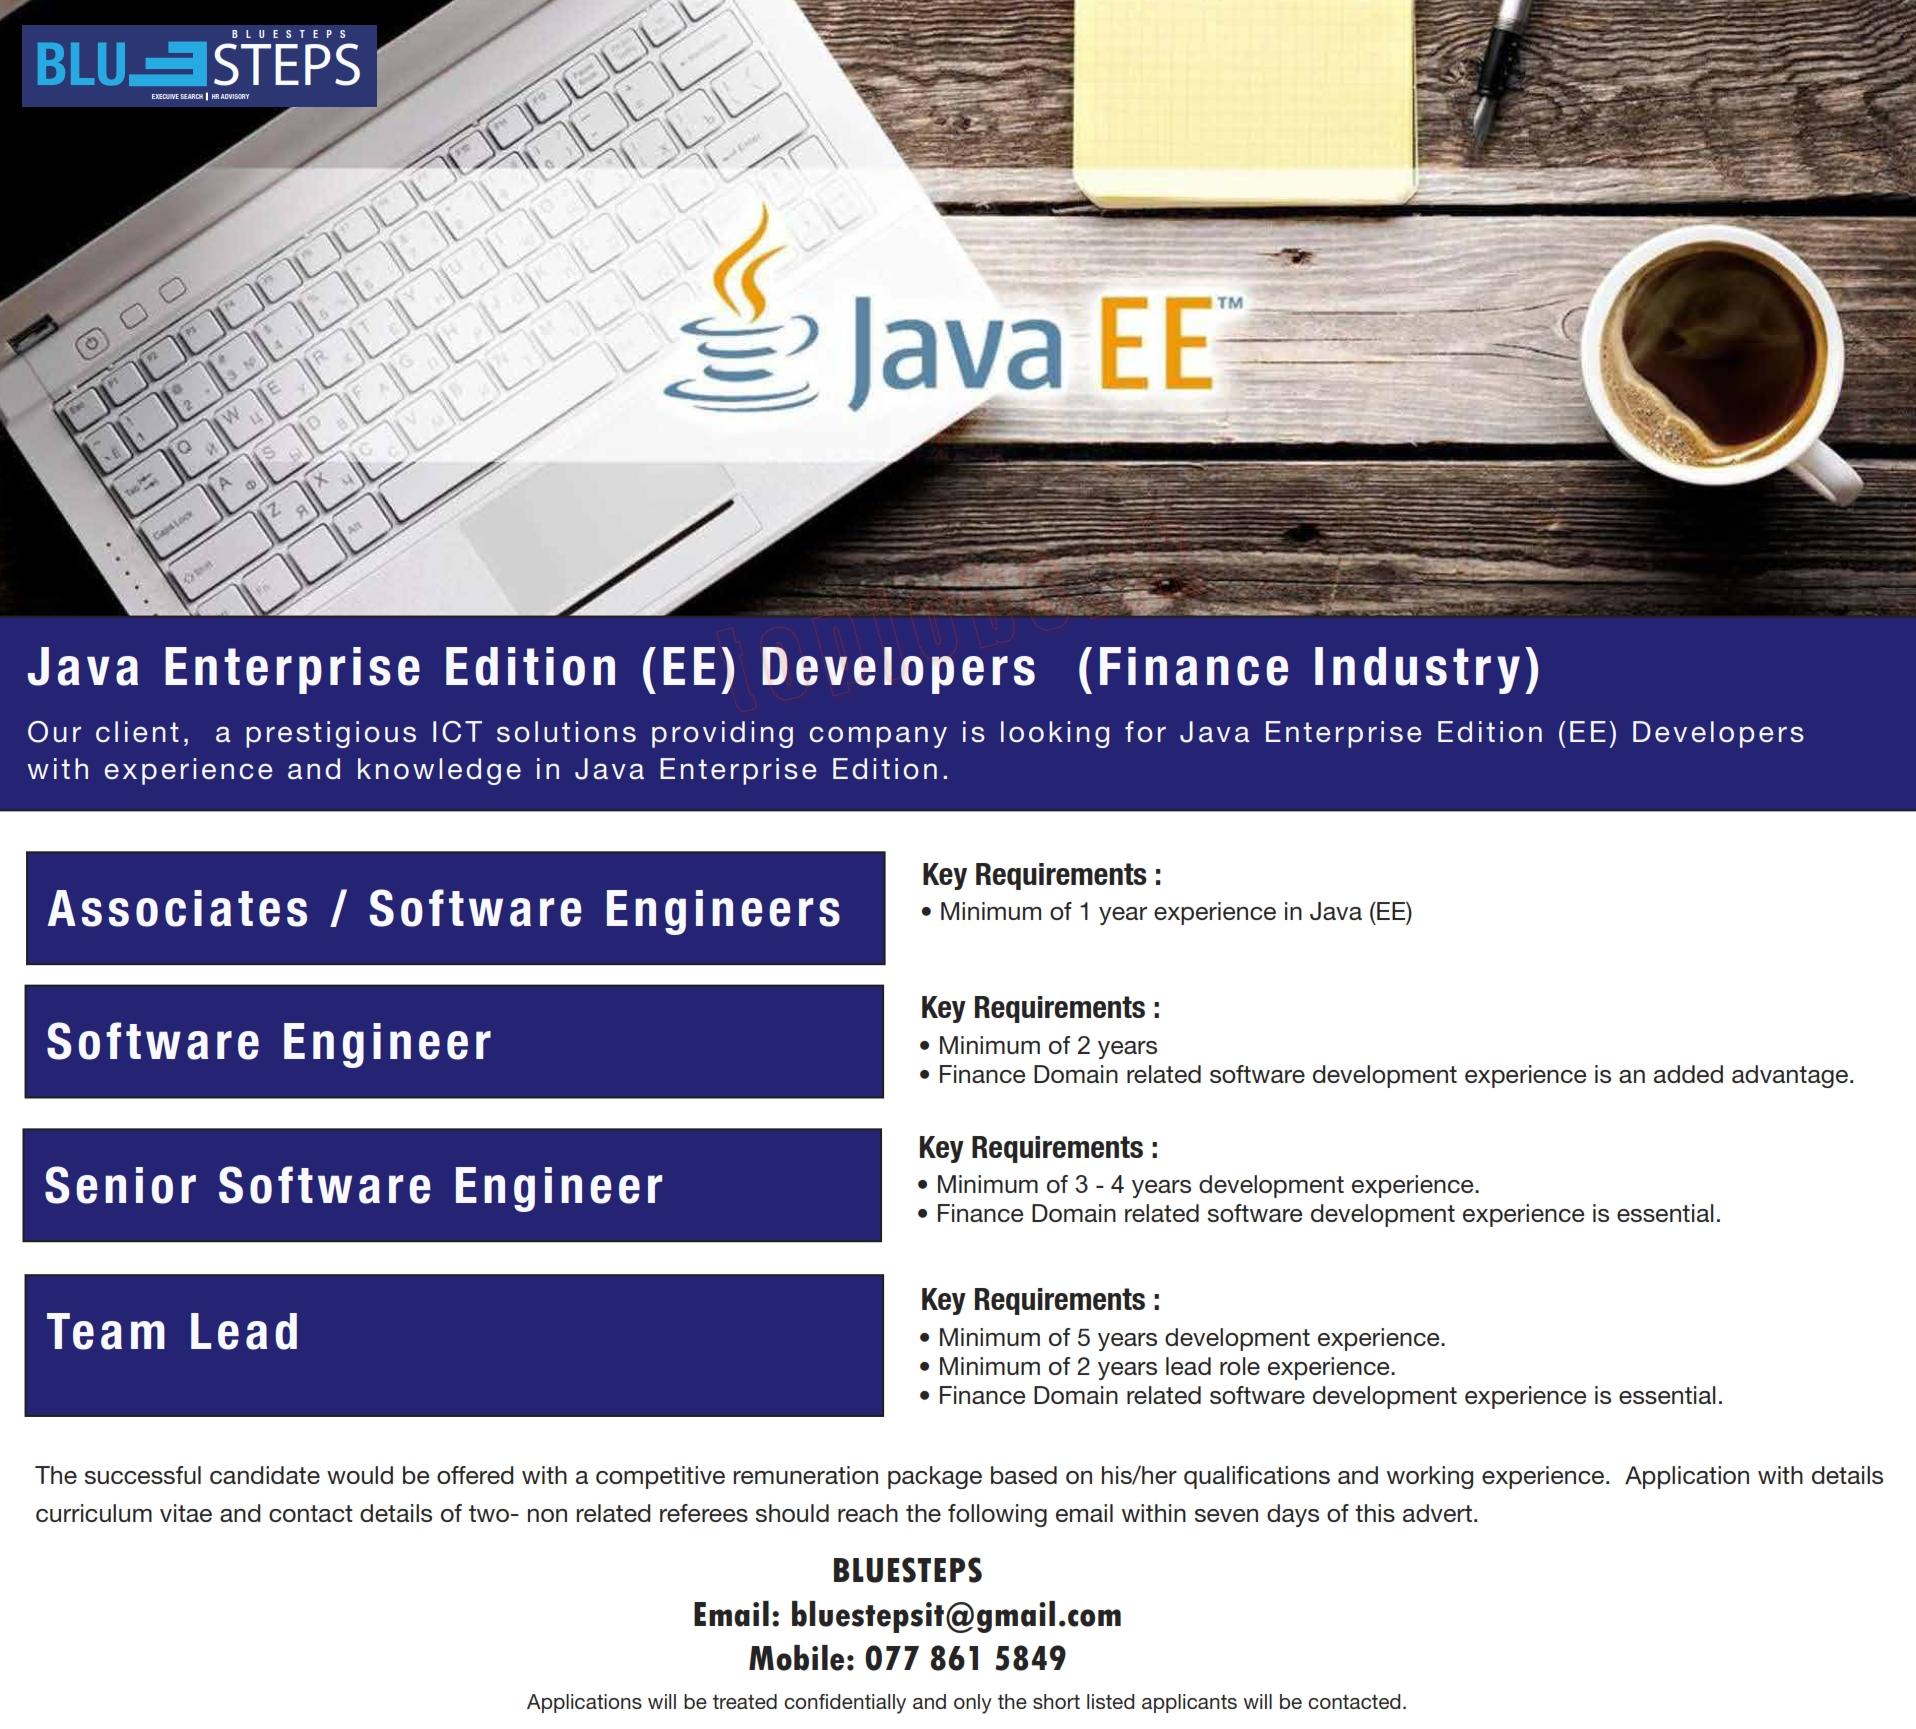 BLUESTEPS
BLUESTEPS
EXECUIVE SEARCH | HR ADVISORY
Java EE™
Java Enterprise Edition (EE) Developers (Finance Industry)
Our client, a prestigious ICT solutions providing company is looking for Java Enterprise Edition (EE) Developers
with experience and knowledge in Java Enterprise Edition.
Associates / Software Engineers
Key Requirements :
• Minimum of 1 year experience in Java (EE)
Software Engineer
Key Requirements :
• Minimum of 2 years
• Finance Domain related software development experience is an added advantage.
Senior Software Engineer
Key Requirements :
• Minimum of 3 - 4 years development experience.
• Finance Domain related software development experience is essential.
Team Lead
Key Requirements :
• Minimum of 5 years development experience.
• Minimum of 2 years lead role experience.
• Finance Domain related software development experience is essential.
The successful candidate would be offered with a competitive remuneration package based on his/her qualifications and working experience. Application with details
curriculum vitae and contact details of two- non related referees should reach the following email within seven days of this advert.
BLUESTEPS
Email: bluestepsit@gmail.com
Mobile: 077 861 5849
Applications will be treated confidentially and only the short listed applicants will be contacted.